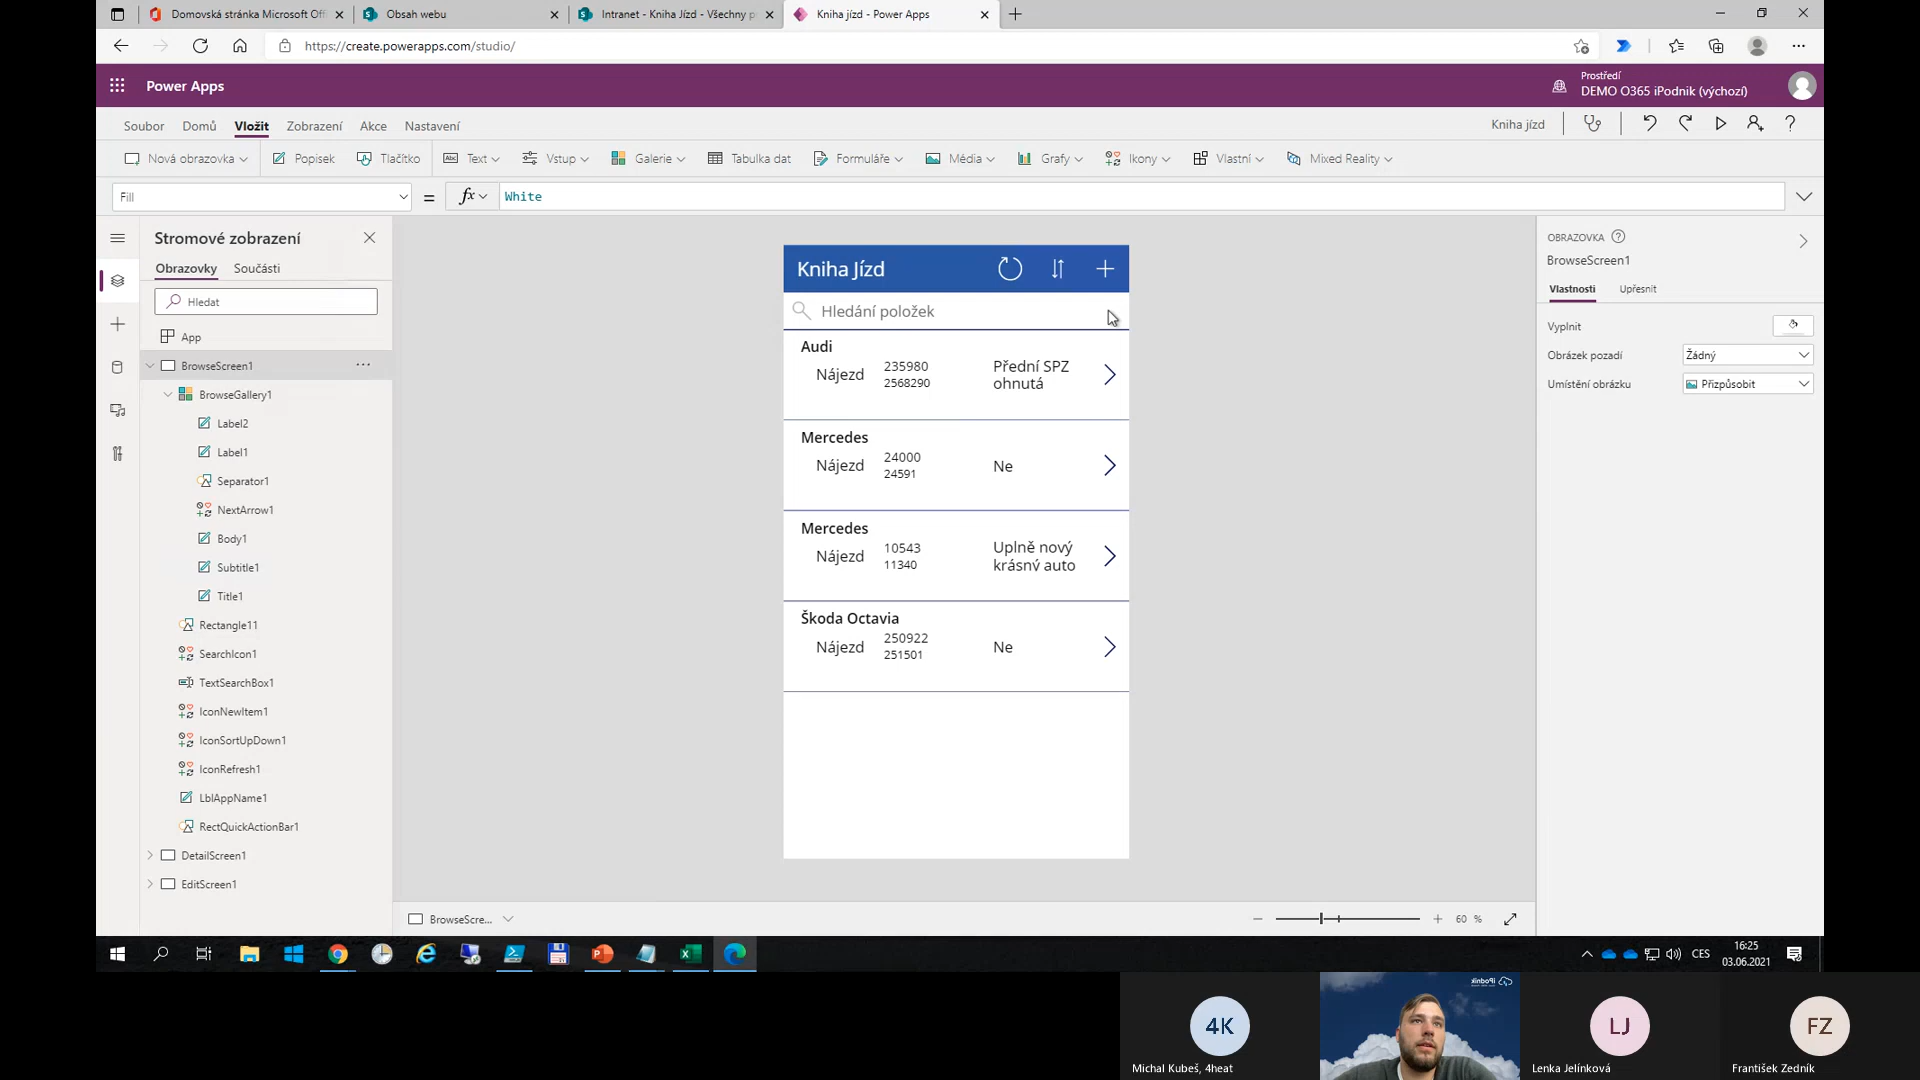 Domovská stránka Microsoft Offi
Obsah webu
Intranet - Kniha Jízd - Všechny p
Kniha jízd - Power Apps
https://create.powerapps.com/studio/
Power Apps
Prostředí
DEMO O365 iPodnik (výchozí)
Soubor
Domů
Vložit
Zobrazení
Akce
Nastavení
Kniha jízd
Nová obrazovka
Popisek
Tlačítko
Text
Vstup
Galerie
Tabulka dat
Formuláře
Média
Grafy
Ikony
Vlastní
Mixed Reality
Fill
=
fx
White
Stromové zobrazení
Obrazovky
Součásti
Hledat
App
BrowseScreen1
BrowseGallery1
Label2
Label1
Separator1
NextArrow1
Body1
Subtitle1
Title1
Rectangle11
SearchIcon1
TextSearchBox1
IconNewItem1
IconSortUpDown1
IconRefresh1
LblAppName1
RectQuickActionBar1
DetailScreen1
EditScreen1
Kniha Jízd
Hledání položek
Audi
Nájezd
235980
2568290
Přední SPZ
ohnutá
Mercedes
Nájezd
24000
24591
Ne
Mercedes
Nájezd
10543
11340
Uplně nový
krásný auto
Škoda Octavia
Nájezd
250922
251501
Ne
OBRAZOVKA
BrowseScreen1
Vlastnosti
Upřesnit
Vyplnit
Obrázek pozadí
Žádný
Umístění obrázku
Přizpůsobit
BrowseScre...
60 %
CES
16:25
03.06.2021
iPodnik
4K
Michal Kubeš, 4heat
LJ
Lenka Jelínková
FZ
František Zedník